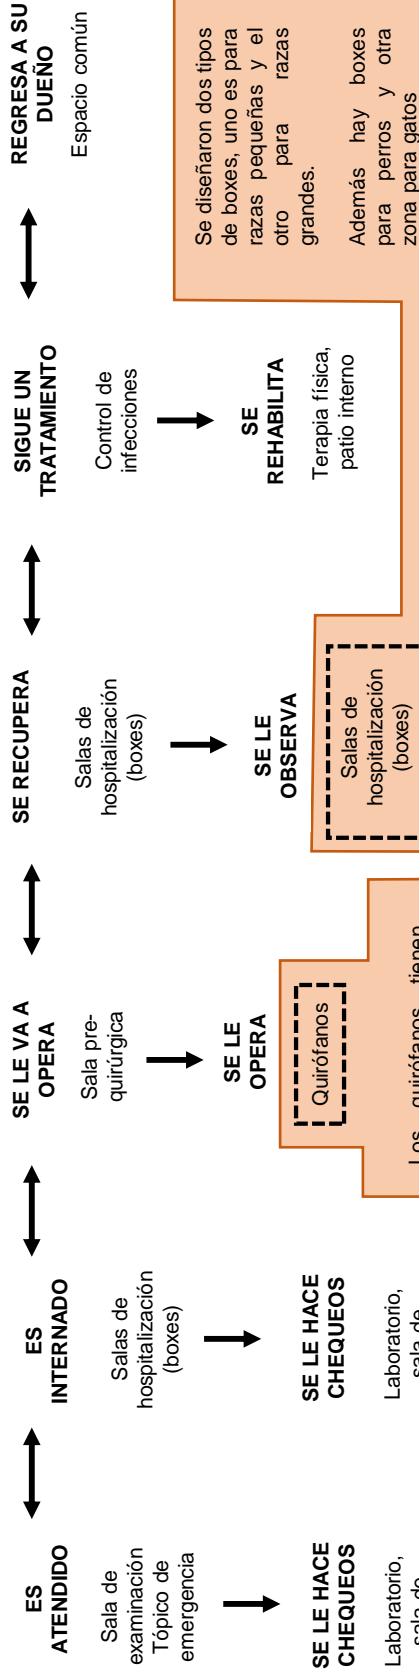 ES
ATENDIDO
Sala de
examinación
Tópico de
emergencia
SE LE HACE
CHEQUEOS
Laboratorio,
sala de
ES
INTERNADO
Salas de
hospitalización
(boxes)
SE LE HACE
CHEQUEOS
Laboratorio,
sala de
SE LE VA A
OPERA
Sala pre-
quirúrgica
SE LE
OPERA
Quirófanos
Los quirófanos tienen
SE RECUPERA
Salas de
hospitalización
(boxes)
SE LE
OBSERVA
Salas de
hospitalización
(boxes)
SIGUE UN
TRATAMIENTO
Control de
infecciones
SE
REHABILITA
Terapia física,
patio interno
REGRESA A SU
DUEÑO
Espacio común
Se diseñaron dos tipos
de boxes, uno es para
razas pequeñas y el
otro para razas
grandes.
Además hay boxes
para perros y otra
zona para gatos